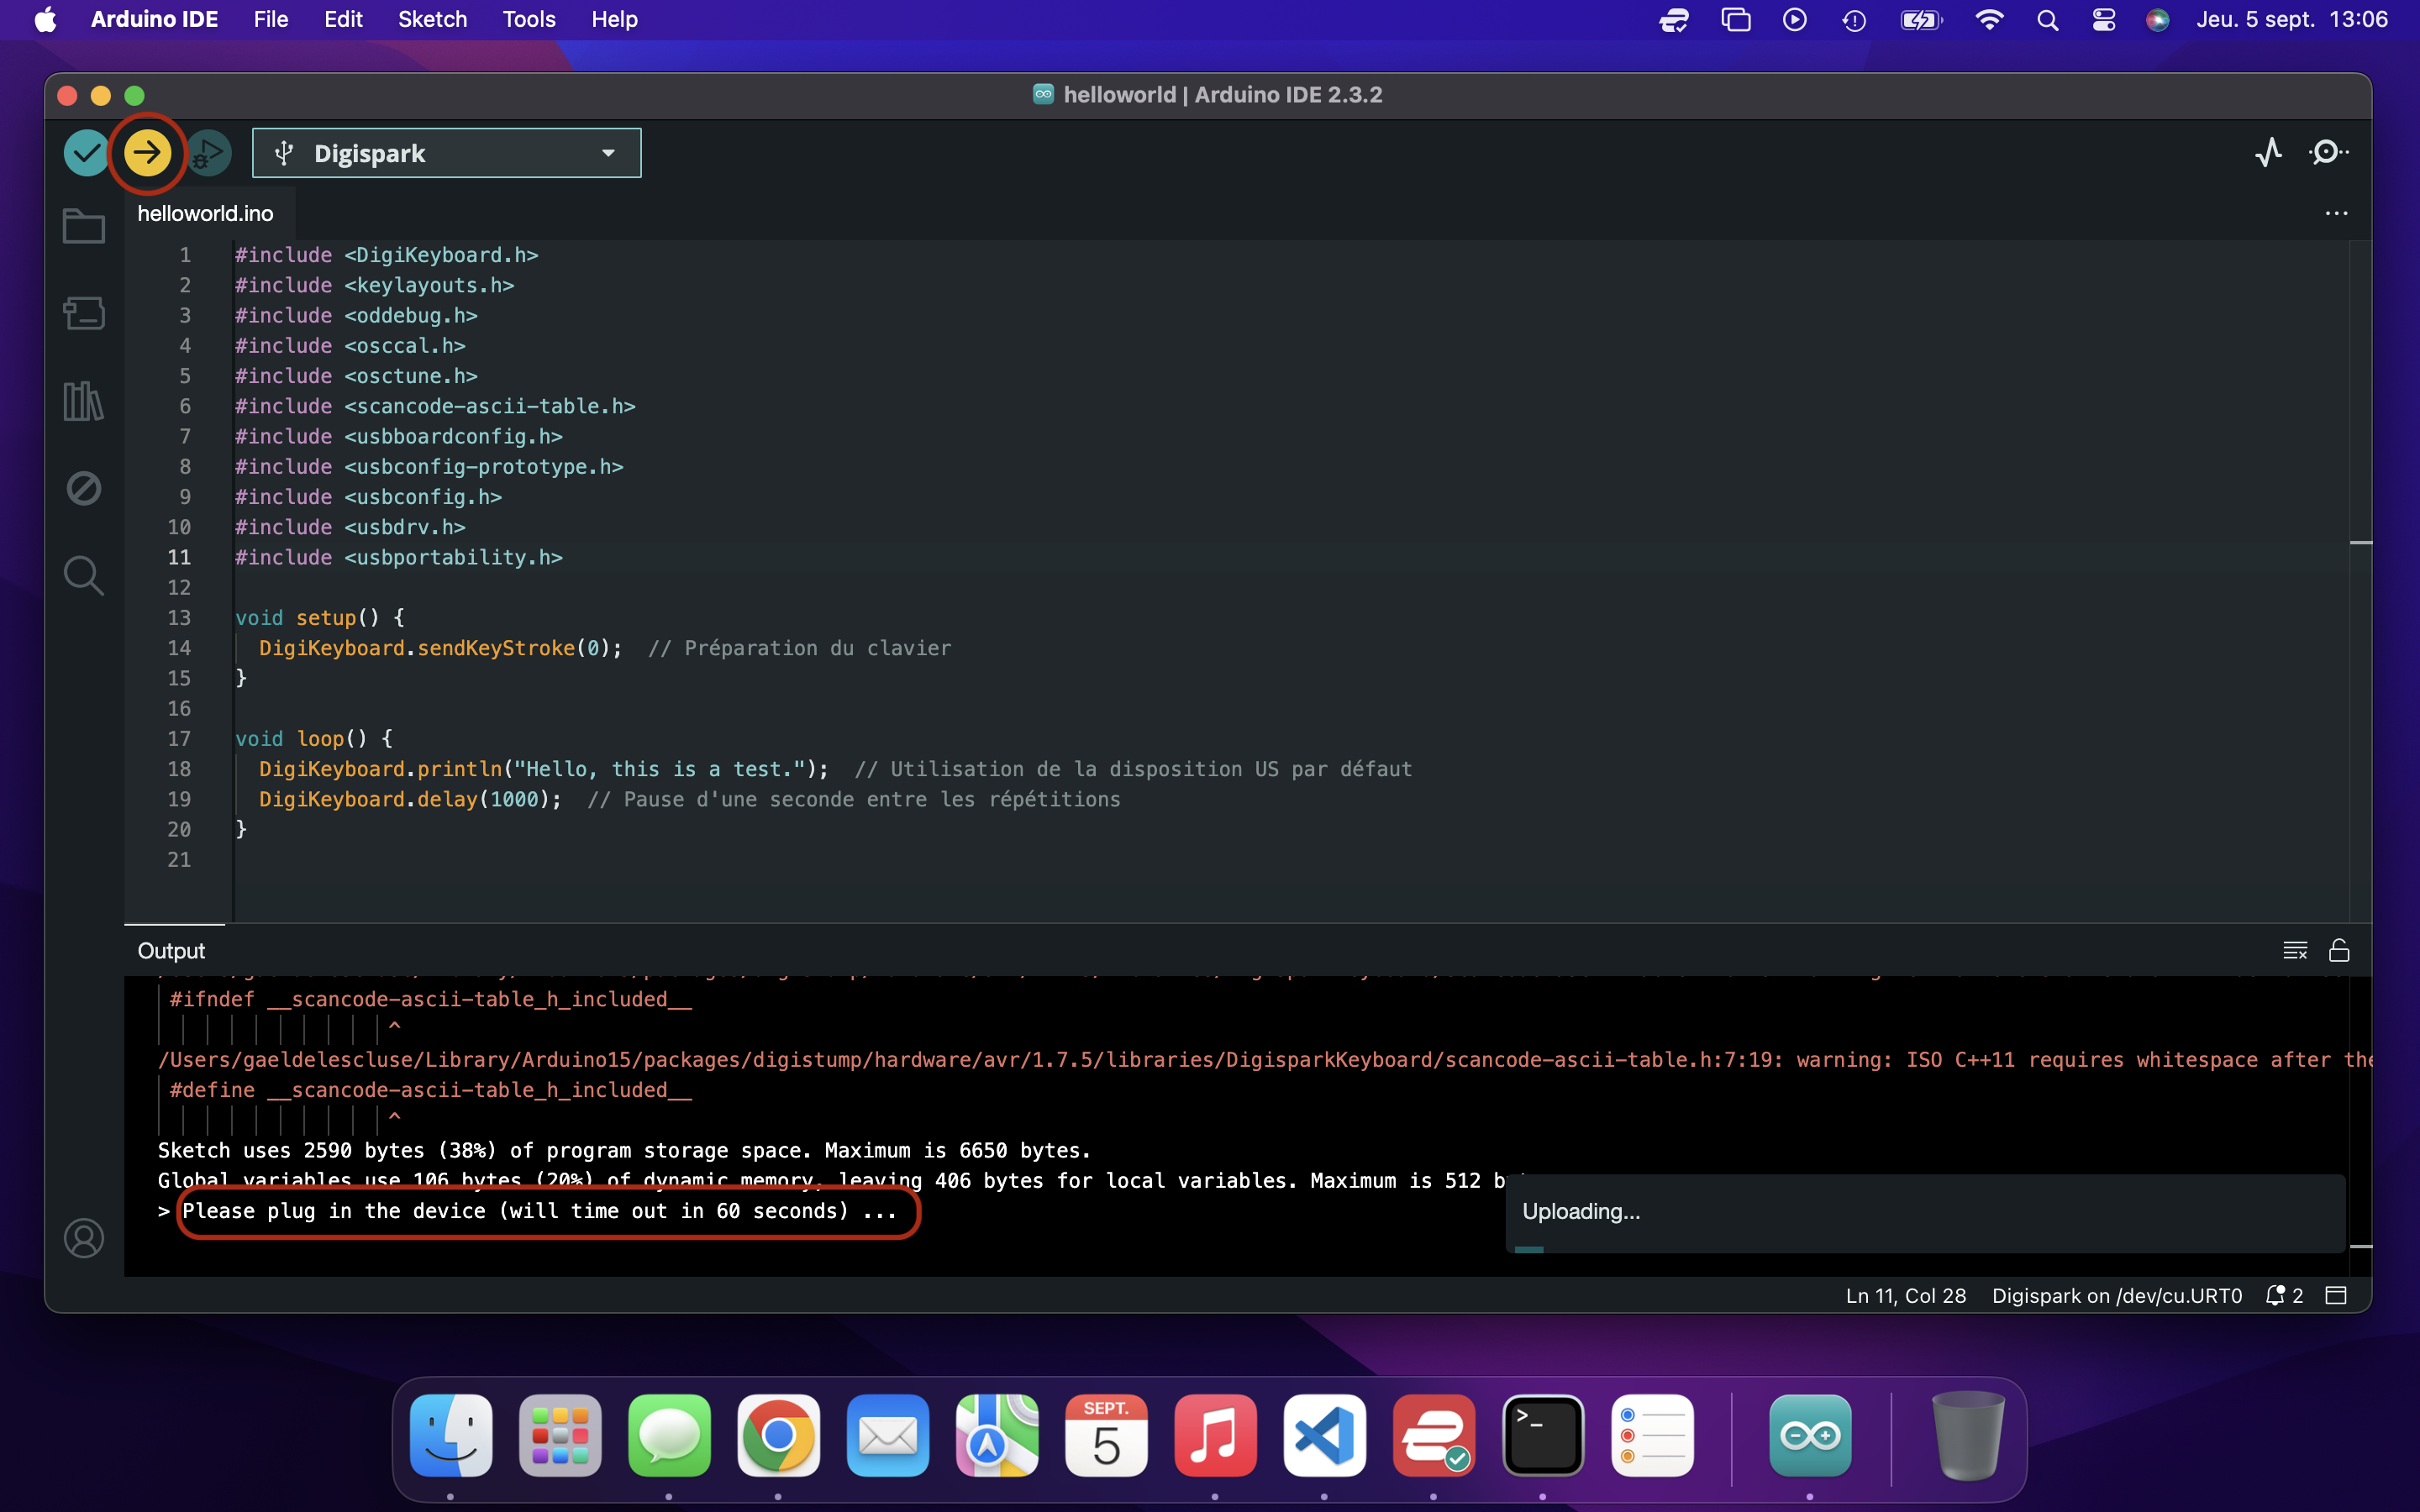 Arduino IDE File Edit Sketch Tools Help Jeu. 5 sept. 13:06
helloworld | Arduino IDE 2.3.2
Digispark
helloworld.ino
1 #include <DigiKeyboard.h>
2 #include <keylayouts.h>
3 #include <oddebug.h>
4 #include <osccal.h>
5 #include <osctune.h>
6 #include <scancode-ascii-table.h>
7 #include <usbboardconfig.h>
8 #include <usbconfig-prototype.h>
9 #include <usbconfig.h>
10 #include <usbdrv.h>
11 #include <usbportability.h>
12
13 void setup() {
14 DigiKeyboard.sendKeyStroke(0); // Préparation du clavier
15 }
16
17 void loop() {
18 DigiKeyboard.println("Hello, this is a test."); // Utilisation de la disposition US par défaut
19 DigiKeyboard.delay(1000); // Pause d'une seconde entre les répétitions
20 }
21
Output
#ifndef __scancode-ascii-table_h_included__
^
/Users/gaeldelescluse/Library/Arduino15/packages/digistump/hardware/avr/1.7.5/libraries/DigisparkKeyboard/scancode-ascii-table.h:7:19: warning: ISO C++11 requires whitespace after the
#define __scancode-ascii-table_h_included__
^
Sketch uses 2590 bytes (38%) of program storage space. Maximum is 6650 bytes.
Global variables use 106 bytes (20%) of dynamic memory, leaving 406 bytes for local variables. Maximum is 512
> Please plug in the device (will time out in 60 seconds) ...
Uploading...
Ln 11, Col 28 Digispark on /dev/cu.URT0 2
SEPT.
5